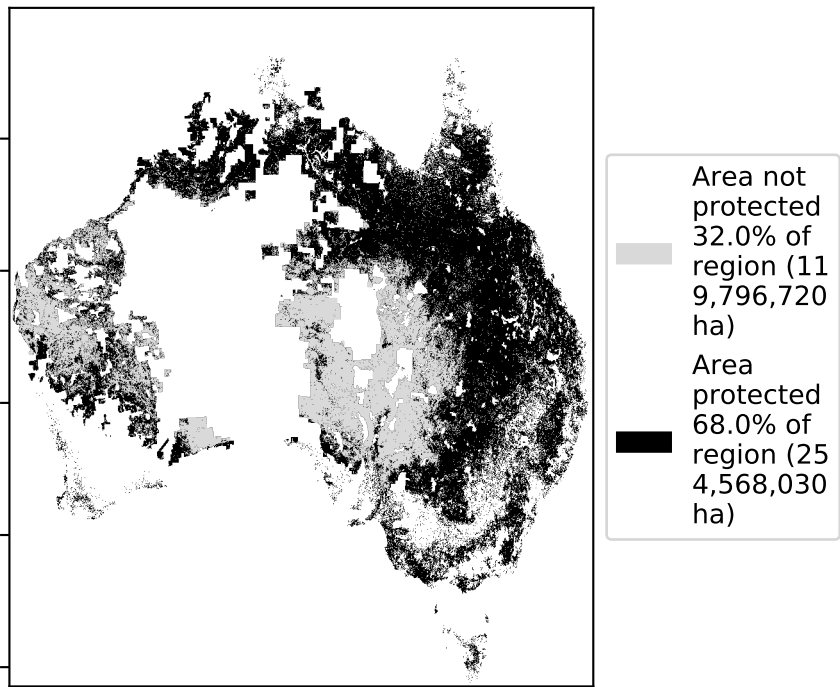 Area not
protected
32.0% of
region (11
9,796,720
ha)
Area
protected
68.0% of
region (25
4,568,030
ha)